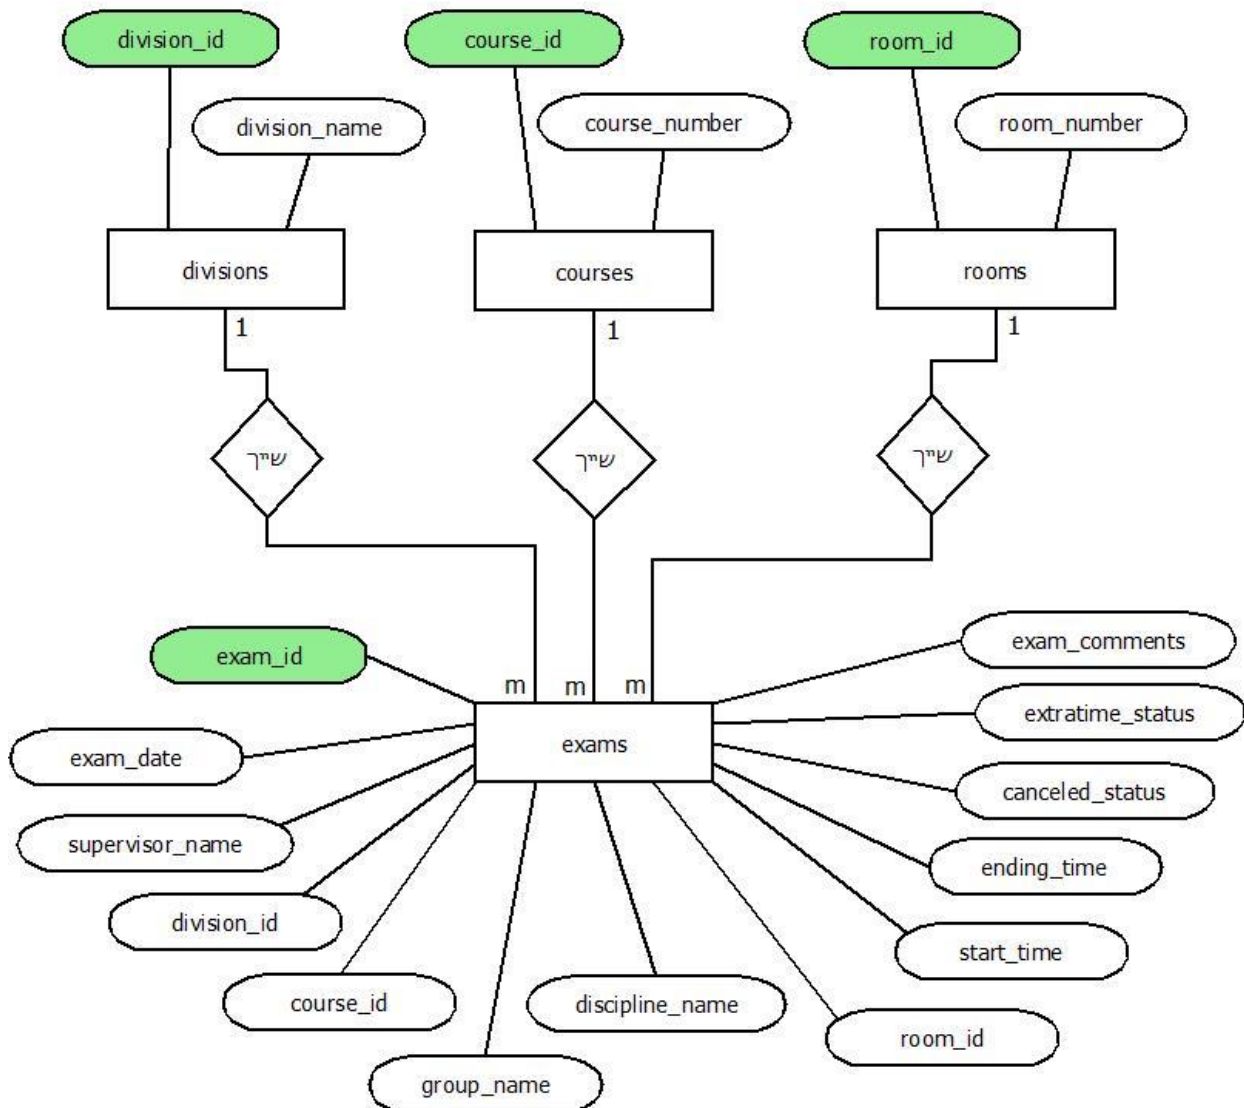 division_id
course_id
room_id
division_name
course_number
room_number
divisions
courses
rooms
1
1
1
שייך
שייך
שייך
exam_id
exam_comments
m
m
m
extratime_status
exam_date
exams
canceled_status
supervisor_name
ending_time
division_id
start_time
course_id
discipline_name
room_id
group_name